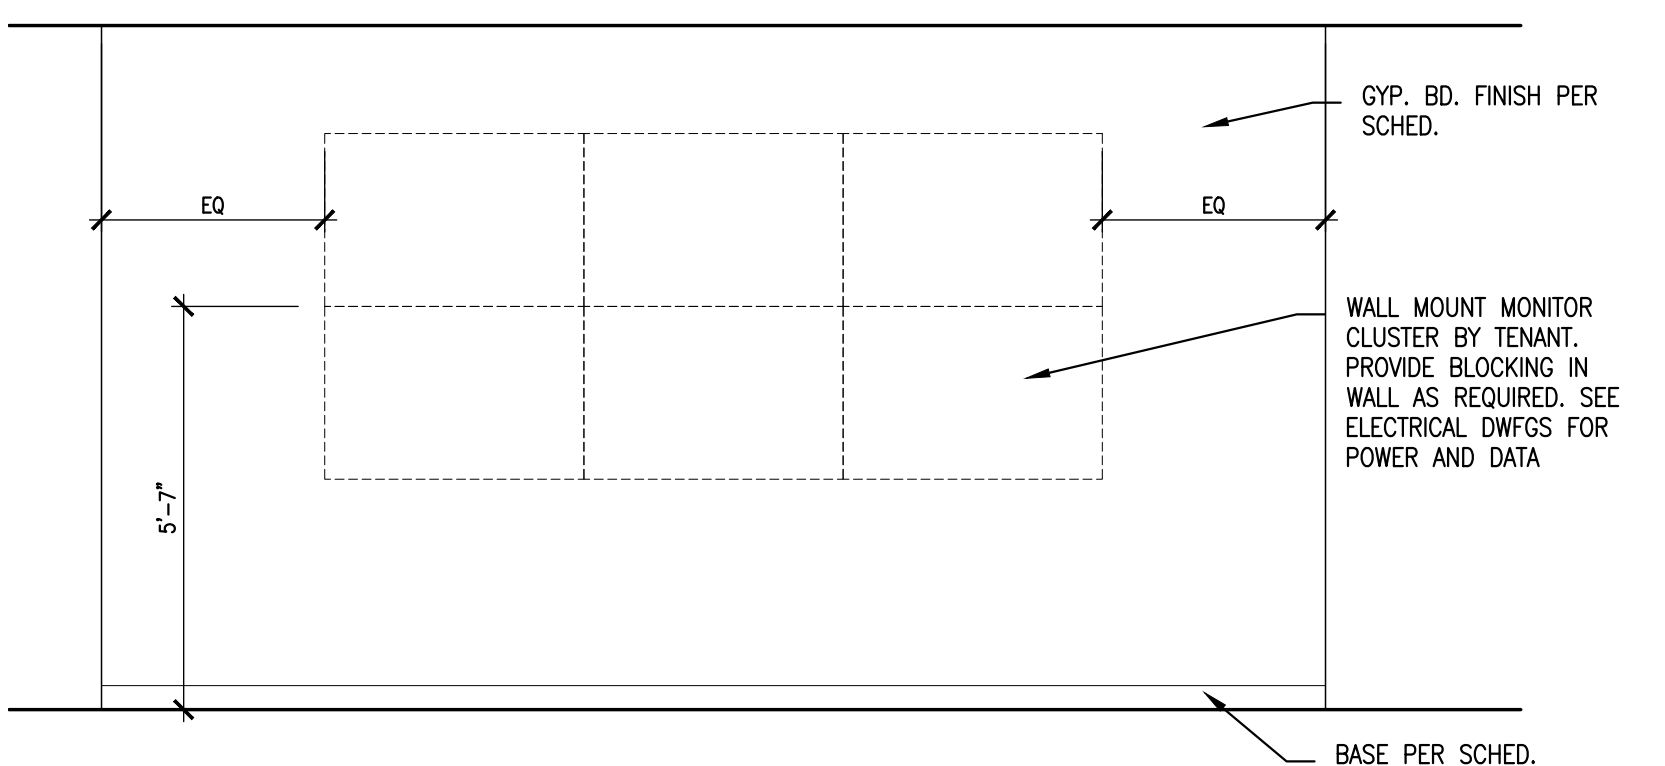 GYP. BD. FINISH PER
SCHED.
EQ
EQ
WALL MOUNT MONITOR
CLUSTER BY TENANT.
PROVIDE BLOCKING IN
WALL AS REQUIRED. SEE
ELECTRICAL DWFGS FOR
POWER AND DATA
5'-7"
BASE PER SCHED.